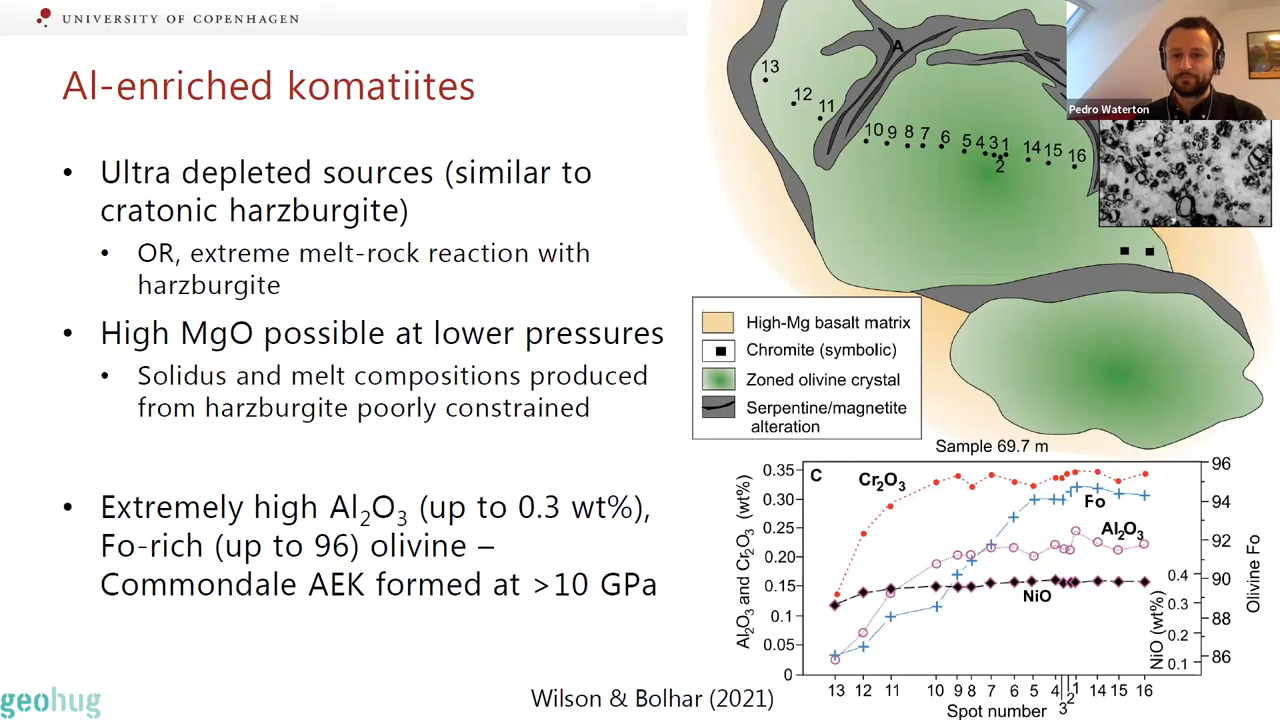 UNIVERSITY OF COPENHAGEN
Al-enriched komatiites
• Ultra depleted sources (similar to
cratonic harzburgite)
• OR, extreme melt-rock reaction with
harzburgite
• High MgO possible at lower pressures
• Solidus and melt compositions produced
from harzburgite poorly constrained
• Extremely high Al₂O₃ (up to 0.3 wt%),
Fo-rich (up to 96) olivine –
Commondale AEK formed at >10 GPa
Wilson & Bolhar (2021)
geohug
Pedro Waterton
A
13
12
11
10 9 8 7 6 5 4 3 1 14 15 16
2
High-Mg basalt matrix
Chromite (symbolic)
Zoned olivine crystal
Serpentine/magnetite
alteration
Sample 69.7 m
C
Cr₂O₃
Fo
Al₂O₃
NiO
Al₂O₃ and Cr₂O₃ (wt%)
0.35
0.30
0.25
0.20
0.15
0.1
0.05
0
NiO (wt%)
0.4
0.3
0.2
0.1
Olivine Fo
96
94
92
90
88
86
13 12 11 10 9 8 7 6 5 4 3 2 1 14 15 16
Spot number